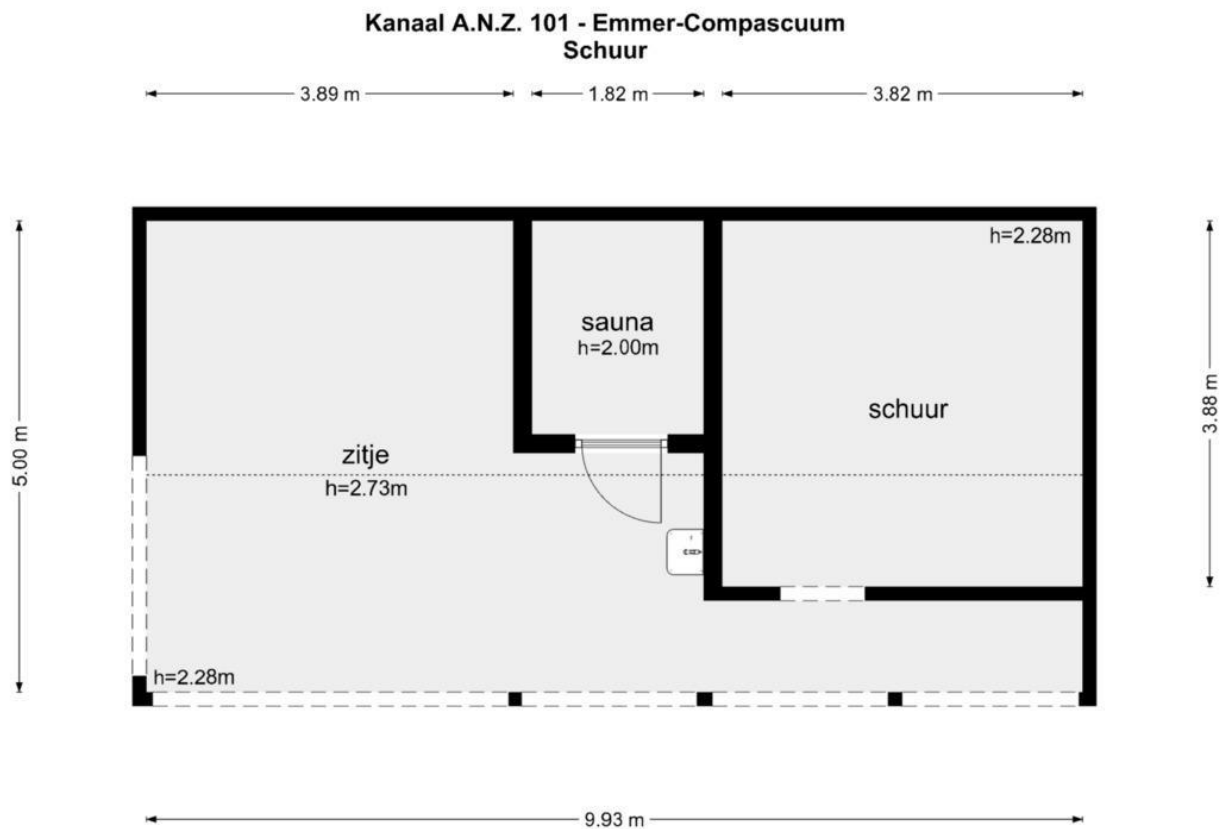 Kanaal A.N.Z. 101 - Emmer-Compascuum
Schuur
3.89 m
1.82 m
3.82 m
h=2.28m
sauna
h=2.00m
schuur
3.88 m
5.00 m
zitje
h=2.73m
h=2.28m
9.93 m